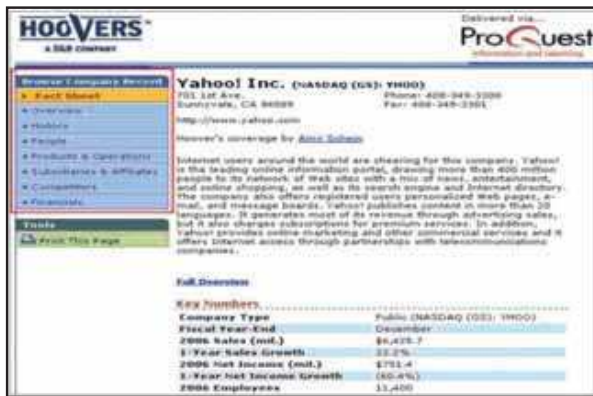 HOOVERS™
A D&B COMPANY
Delivered via...
ProQuest
Information and Learning
Browse Company Record
Fact Sheet
Overview
History
People
Products & Operations
Subsidiaries & Affiliates
Competitors
Financials
Tools
Print This Page
Yahoo! Inc. (NASDAQ (GS): YHOO)
701 1st Ave.
Sunnyvale, CA 94089
Phone: 408-349-3300
Fax: 408-349-3301
http://www.yahoo.com
Hoover's coverage by Amy Schein
Internet users around the world are cheering for this company. Yahoo!
is the leading online information portal, drawing more than 400 million
people to its network of Web sites with a mix of news, entertainment,
and online shopping, as well as its search engine and Internet directory.
The company also offers registered users personalized Web pages, e-
mail, and message boards. Yahoo! publishes content in more than 20
languages. It generates most of its revenue through advertising sales,
but it also charges subscriptions for premium services. In addition,
Yahoo! provides online marketing and other commercial services and it
offers Internet access through partnerships with telecommunications
companies.
Full Overview
Key Numbers
Company Type Public (NASDAQ (GS): YHOO)
Fiscal Year-End December
2006 Sales (mil.) $6,425.7
1-Year Sales Growth 22.2%
2006 Net Income (mil.) $751.4
1-Year Net Income Growth (60.4%)
2006 Employees 11,400